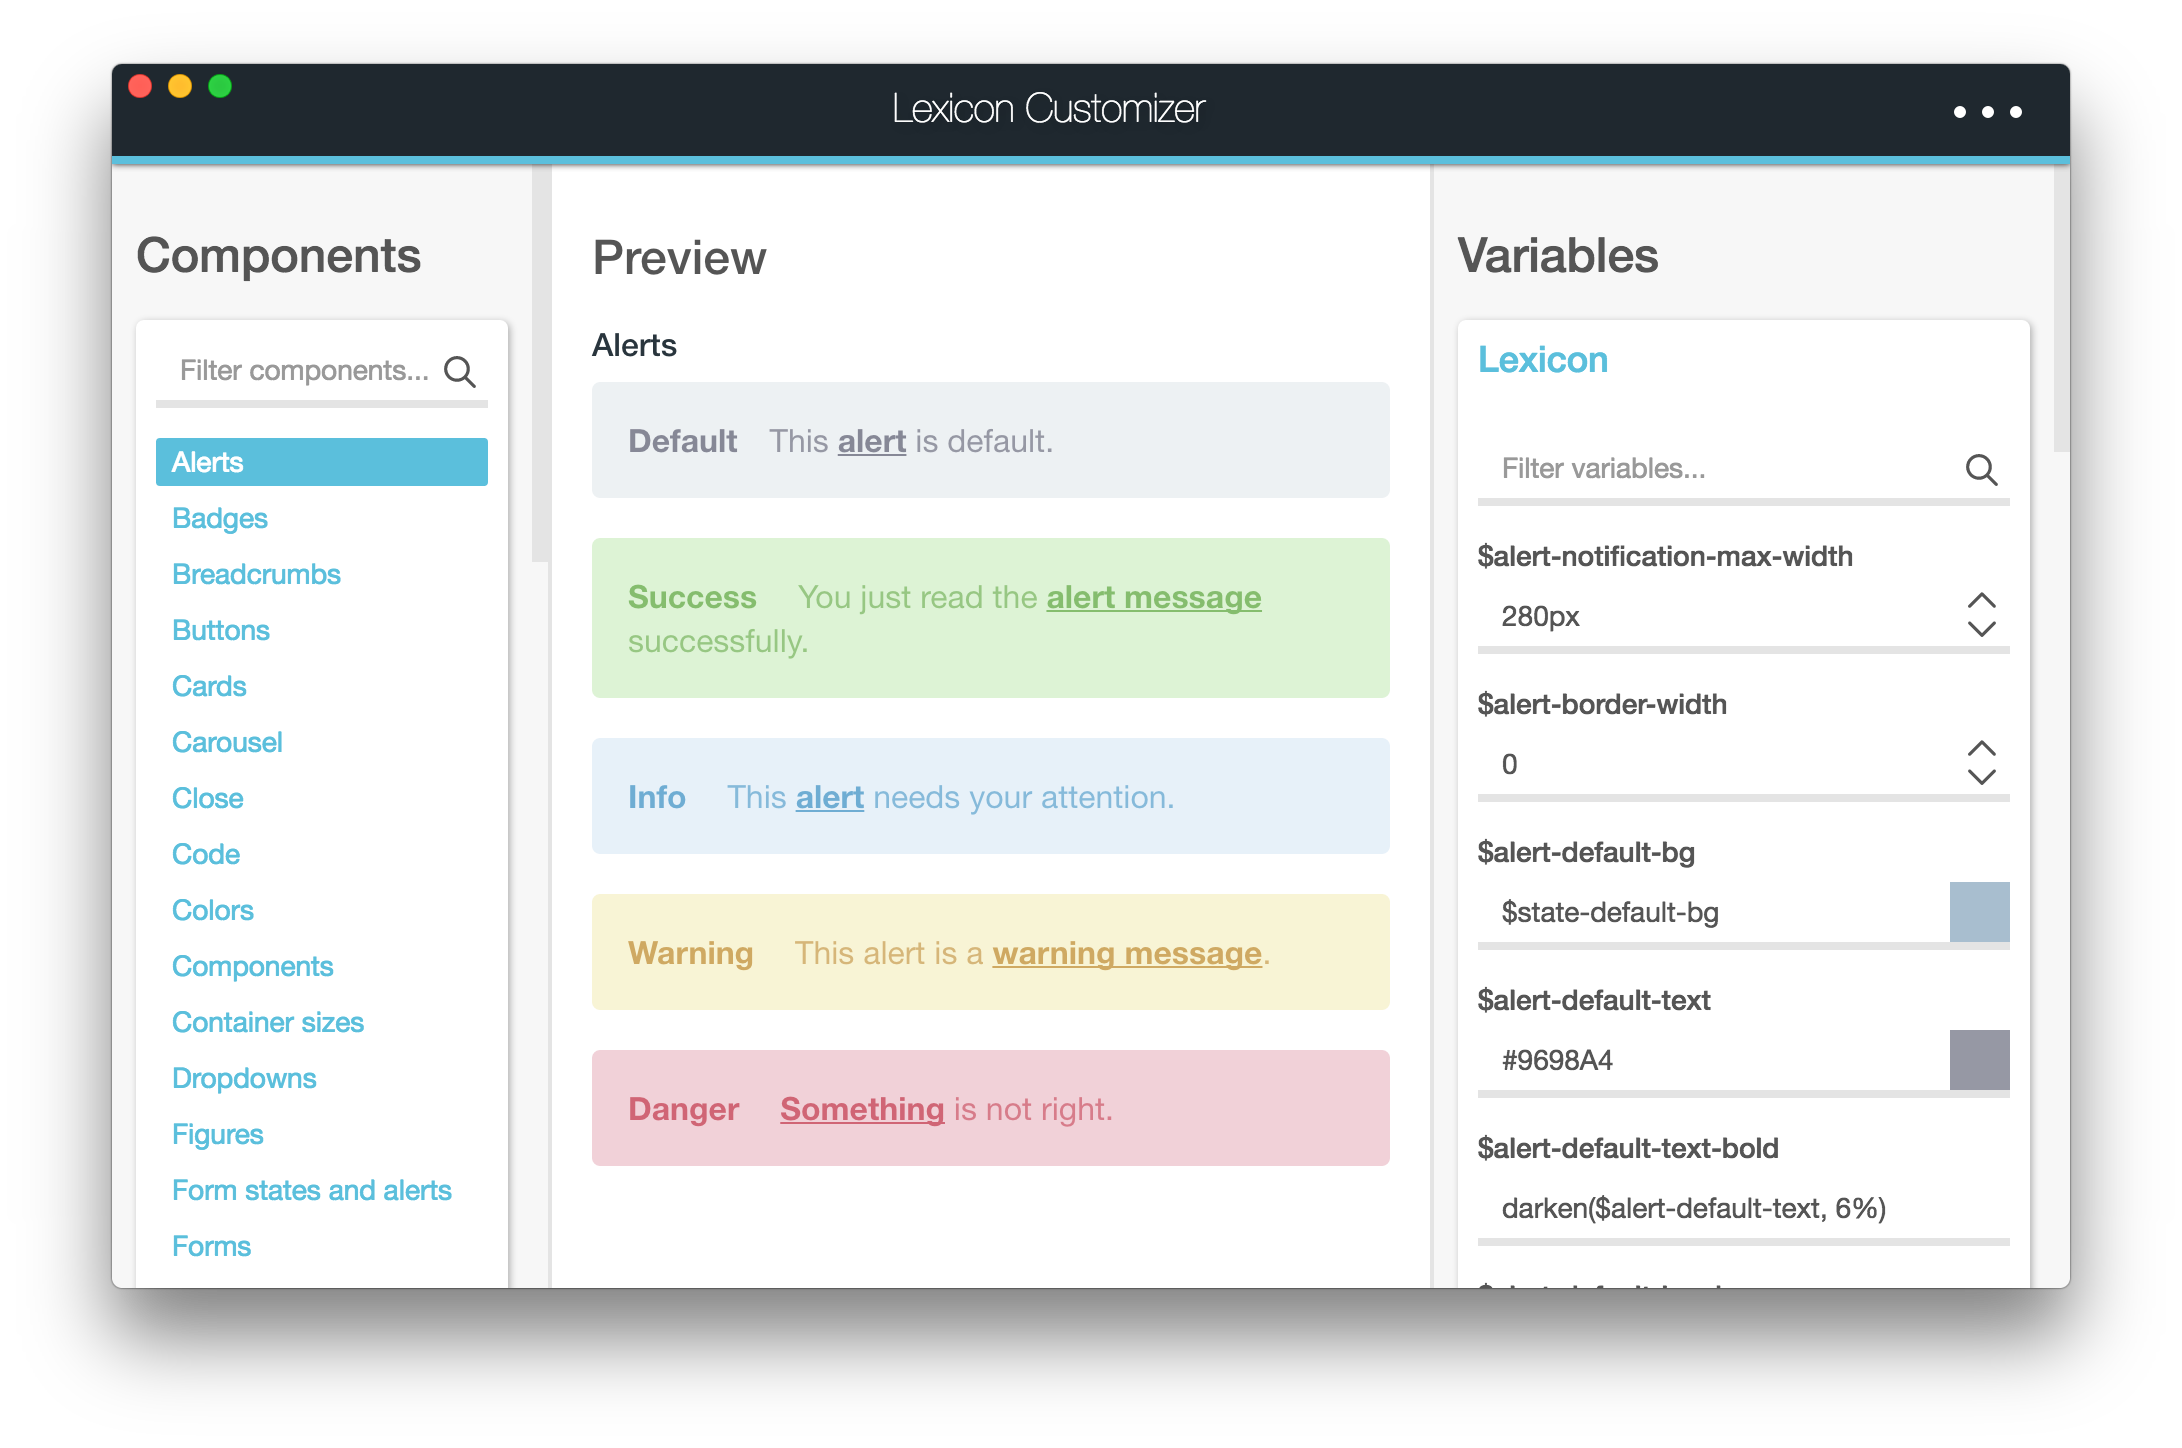 Lexicon Customizer
Components
Filter components...
Alerts
Badges
Breadcrumbs
Buttons
Cards
Carousel
Close
Code
Colors
Components
Container sizes
Dropdowns
Figures
Form states and alerts
Forms
Preview
Alerts
Default This alert is default.
Success You just read the alert message
successfully.
Info This alert needs your attention.
Warning This alert is a warning message.
Danger Something is not right.
Variables
Lexicon
Filter variables...
$alert-notification-max-width
280px
$alert-border-width
0
$alert-default-bg
$state-default-bg
$alert-default-text
#9698A4
$alert-default-text-bold
darken($alert-default-text, 6%)